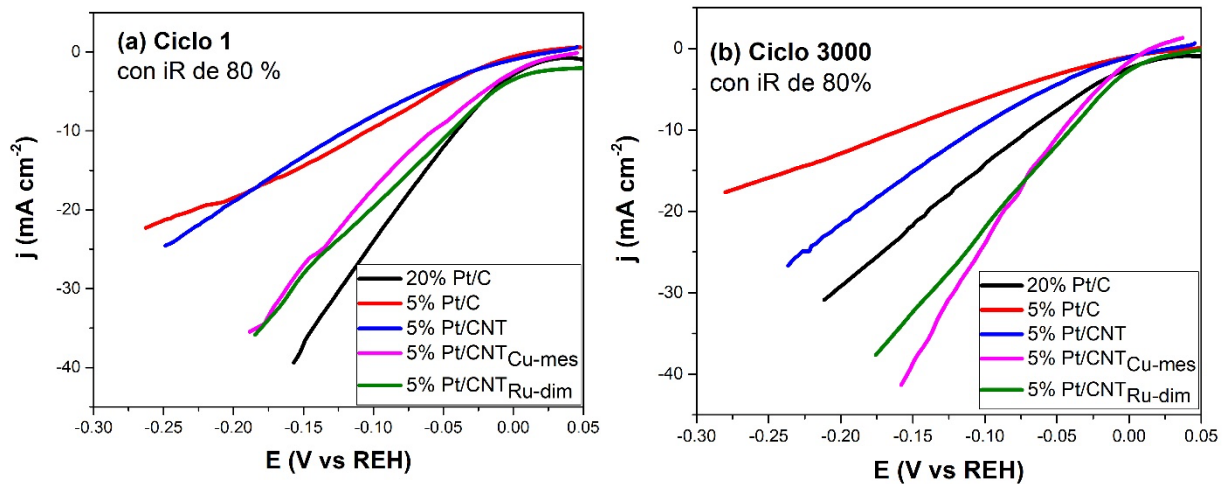 (a) Ciclo 1
con iR de 80 %
0
-10
-20
-30
-40
j (mA cm-2)
20% Pt/C
5% Pt/C
5% Pt/CNT
5% Pt/CNTCu-mes
5% Pt/CNTRu-dim
-0.30 -0.25 -0.20 -0.15 -0.10 -0.05 0.00 0.05
E (V vs REH)
(b) Ciclo 3000
con iR de 80%
0
-10
-20
-30
-40
j (mA cm-2)
20% Pt/C
5% Pt/C
5% Pt/CNT
5% Pt/CNTCu-mes
5% Pt/CNTRu-dim
-0.30 -0.25 -0.20 -0.15 -0.10 -0.05 0.00 0.05
E (V vs REH)